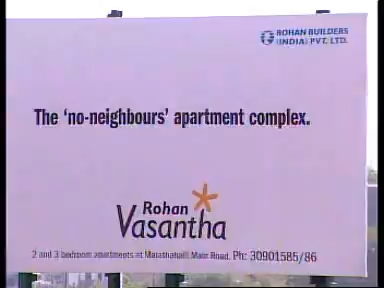 ROHAN BUILDERS
(INDIA) PVT. LTD.
The 'no-neighbours' apartment complex.
Rohan
Vasantha
2 and 3 bedroom apartments at Marathahalli Main Road. Ph: 30901585/86